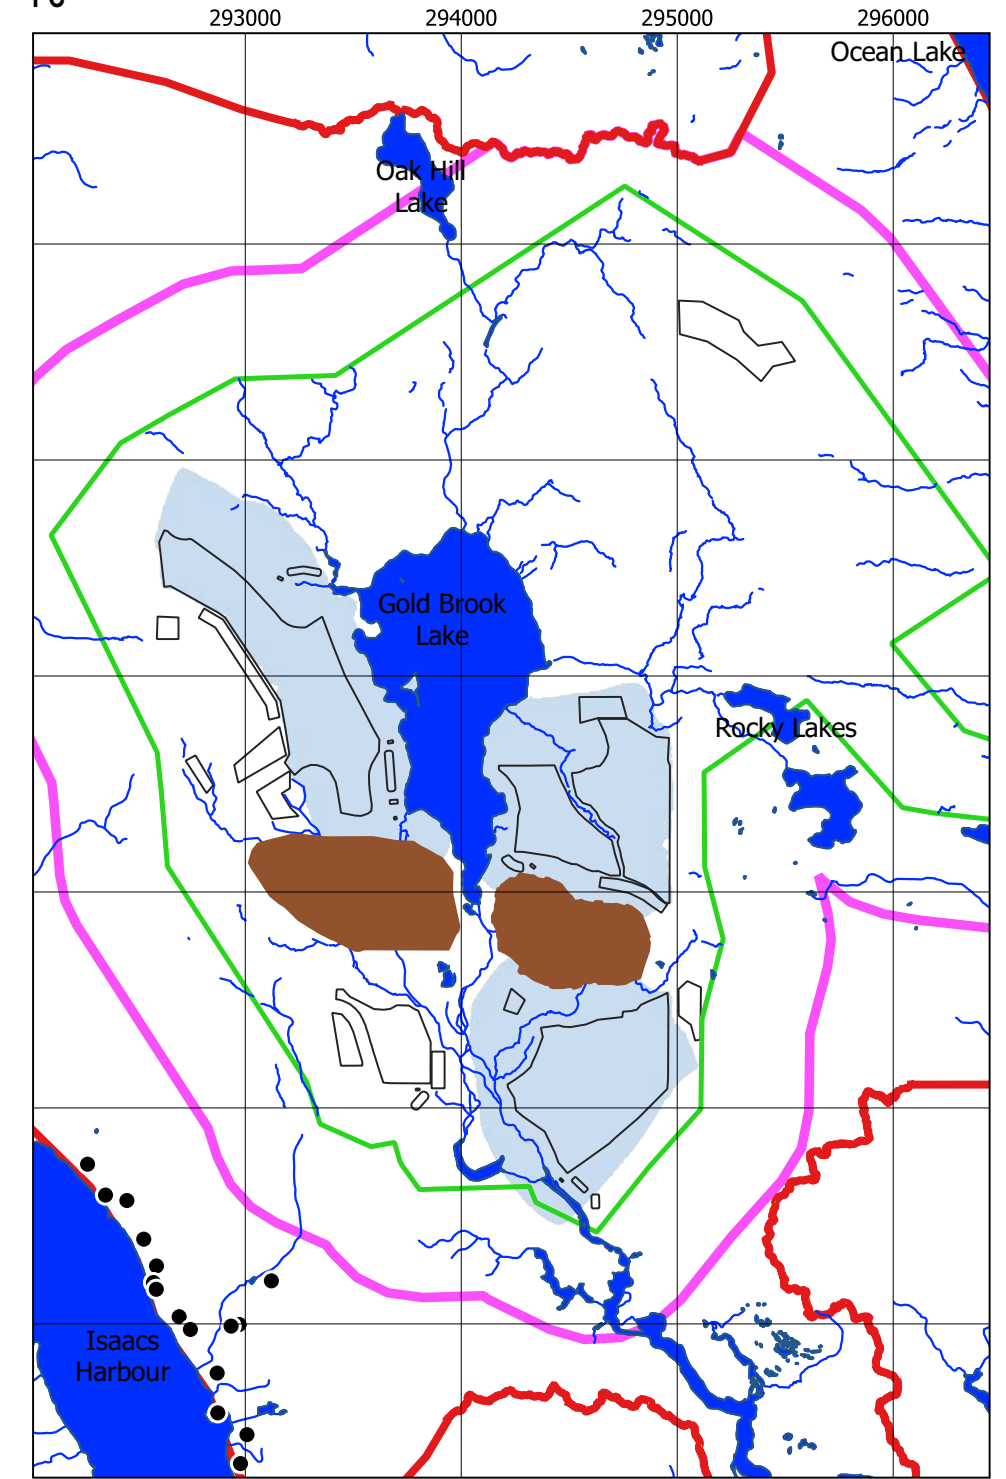 293000 294000 295000 296000
Ocean Lake
Oak Hill
Lake
Gold Brook
Lake
Rocky Lakes
Isaacs
Harbour